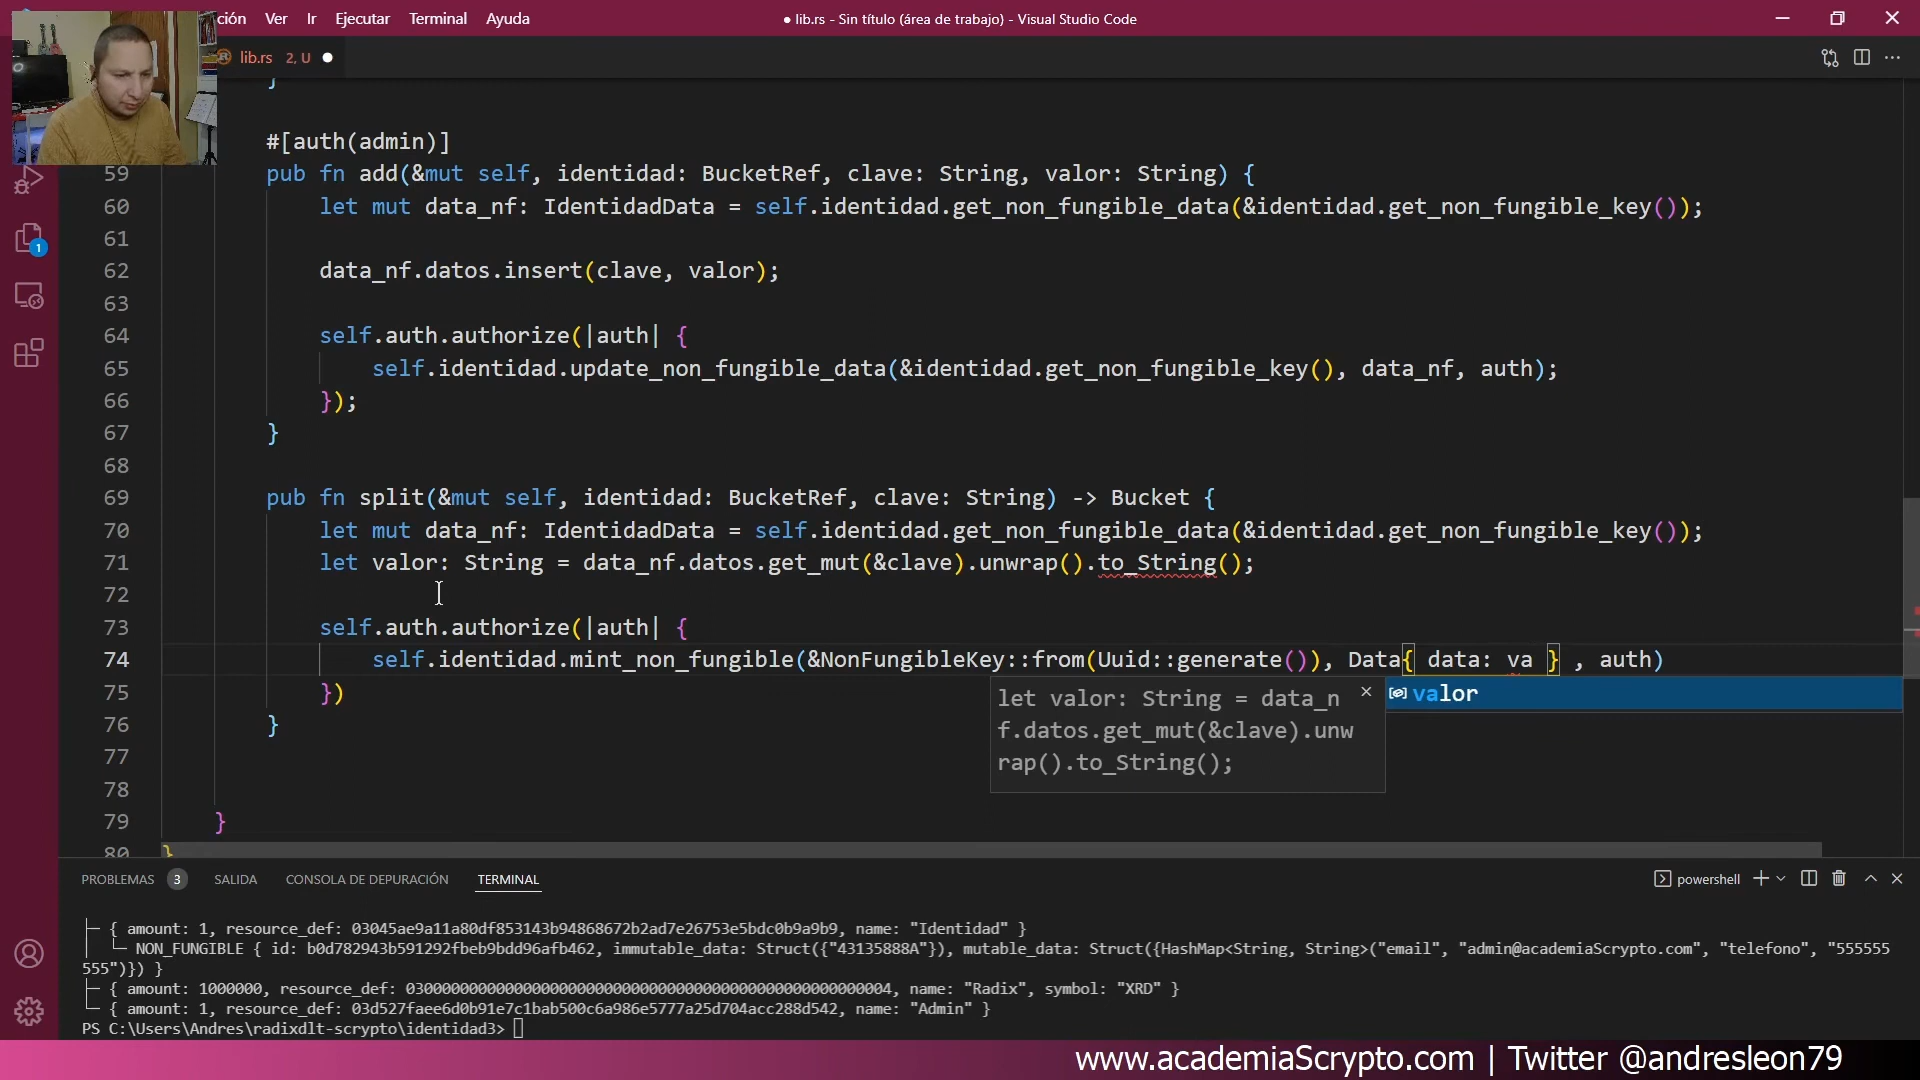 ción Ver Ir Ejecutar Terminal Ayuda
● lib.rs - Sin título (área de trabajo) - Visual Studio Code
lib.rs 2, U
}
#[auth(admin)]
59 pub fn add(&mut self, identidad: BucketRef, clave: String, valor: String) {
60 let mut data_nf: IdentidadData = self.identidad.get_non_fungible_data(&identidad.get_non_fungible_key());
61
62 data_nf.datos.insert(clave, valor);
63
64 self.auth.authorize(|auth| {
65 self.identidad.update_non_fungible_data(&identidad.get_non_fungible_key(), data_nf, auth);
66 });
67 }
68
69 pub fn split(&mut self, identidad: BucketRef, clave: String) -> Bucket {
70 let mut data_nf: IdentidadData = self.identidad.get_non_fungible_data(&identidad.get_non_fungible_key());
71 let valor: String = data_nf.datos.get_mut(&clave).unwrap().to_String();
72
73 self.auth.authorize(|auth| {
74 self.identidad.mint_non_fungible(&NonFungibleKey::from(Uuid::generate()), Data{ data: va } , auth)
75 })
76 }
77
78
79 }
80 }
let valor: String = data_n
f.datos.get_mut(&clave).unw
rap().to_String();
valor
1
PROBLEMAS 3 SALIDA CONSOLA DE DEPURACIÓN TERMINAL
powershell
├─ { amount: 1, resource_def: 03045ae9a11a80df853143b94868672b2ad7e26753e5bdc0b9a9b9, name: "Identidad" }
│ └─ NON_FUNGIBLE { id: b0d782943b591292fbeb9bdd96afb462, immutable_data: Struct({"43135888A"}), mutable_data: Struct({HashMap<String, String>("email", "admin@academiaScrypto.com", "telefono", "555555
555")}) }
├─ { amount: 1000000, resource_def: 030000000000000000000000000000000000000000000000000004, name: "Radix", symbol: "XRD" }
└─ { amount: 1, resource_def: 03d527faee6d0b91e7c1bab500c6a986e5777a25d704acc288d542, name: "Admin" }
PS C:\Users\Andres\radixdlt-scrypto\identidad3>
www.academiaScrypto.com | Twitter @andresleon79